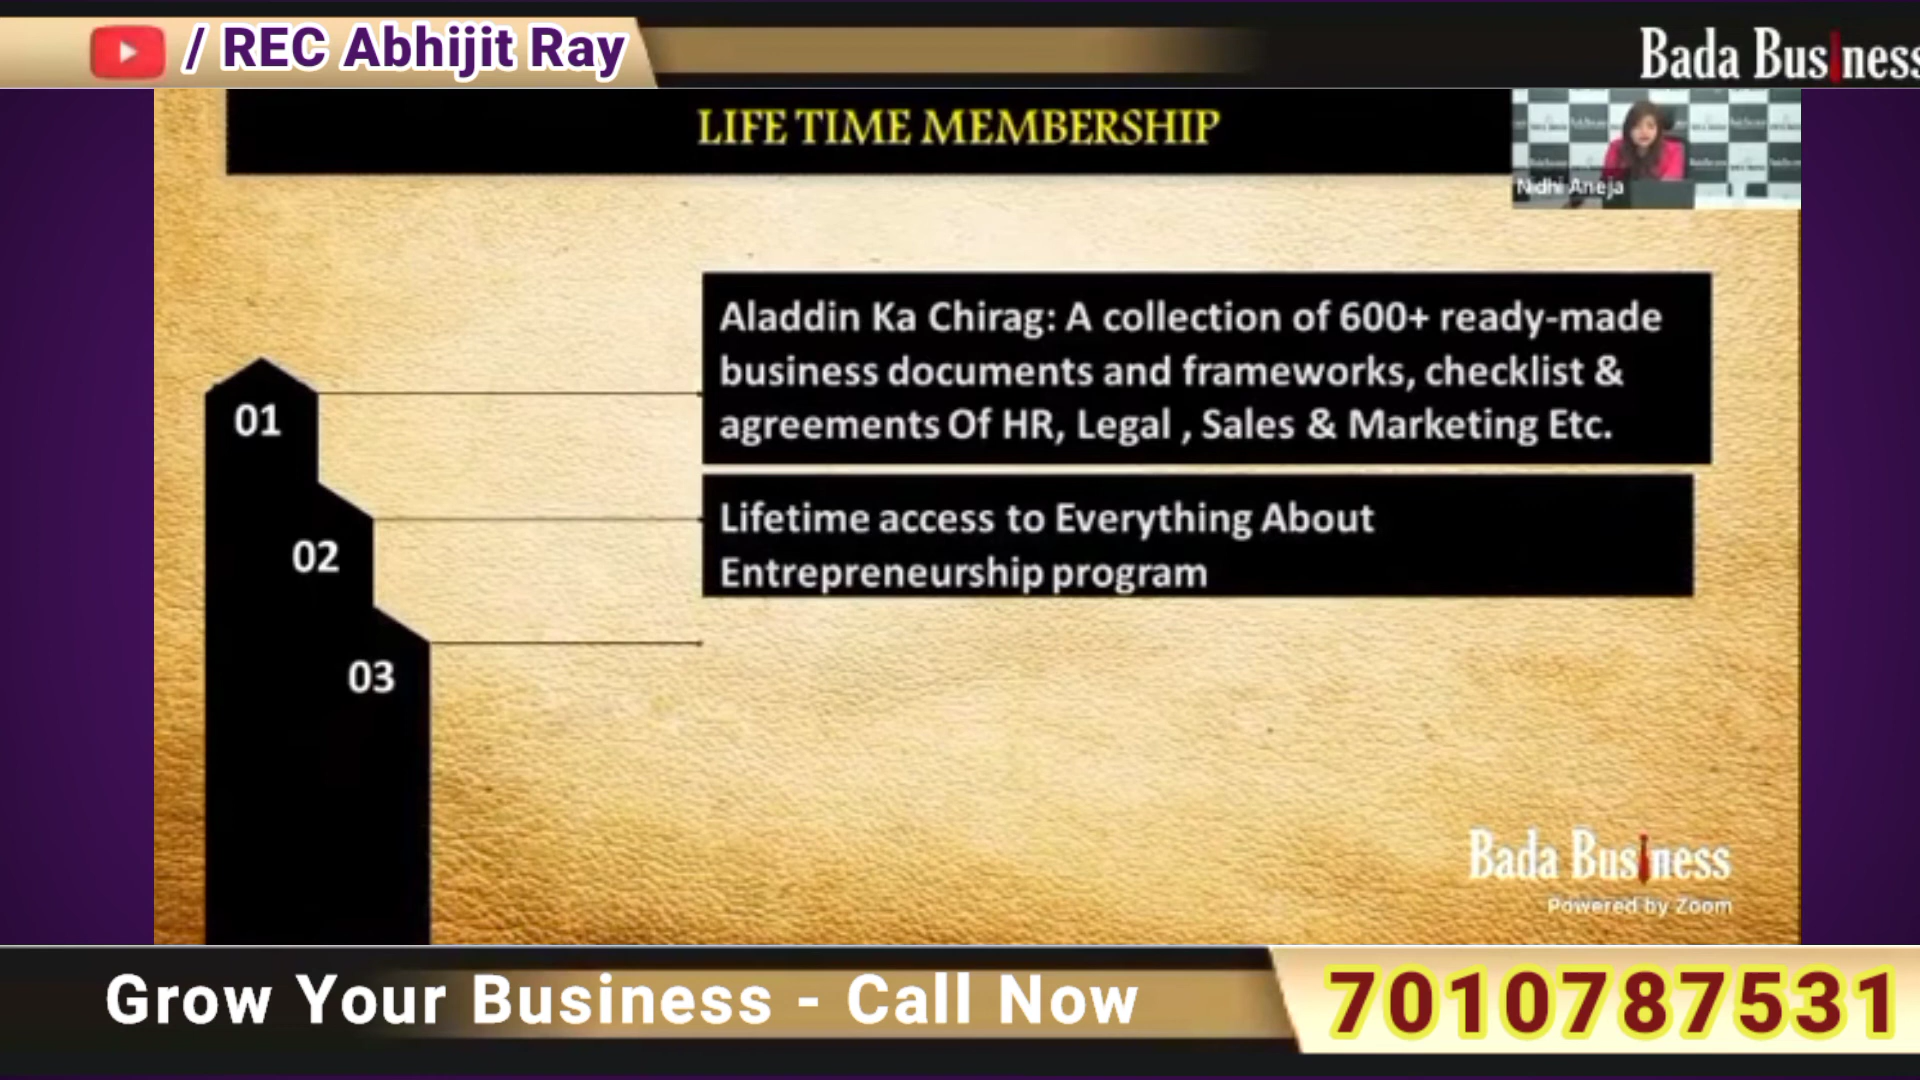 / REC Abhijit Ray
Bada Business
LIFE TIME MEMBERSHIP
Nidhi Aneja
01
Aladdin Ka Chirag: A collection of 600+ ready-made
business documents and frameworks, checklist &
agreements Of HR, Legal , Sales & Marketing Etc.
02
Lifetime access to Everything About
Entrepreneurship program
03
Bada Business
Powered by Zoom
Grow Your Business - Call Now
7010787531